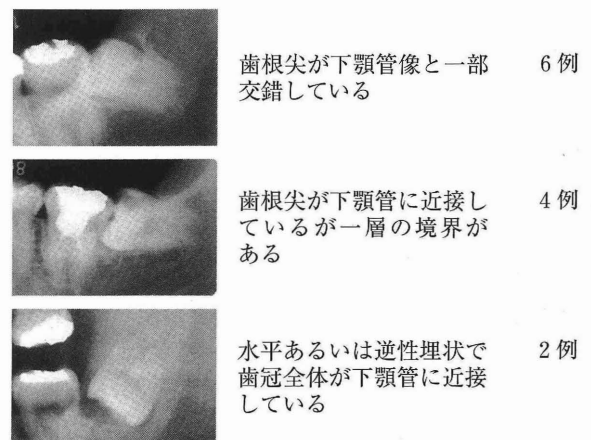 歯根尖が下顎管像と一部 6例
交錯している
8
歯根尖が下顎管に近接し 4例
ているが一層の境界が
ある
水平あるいは逆性埋状で 2例
歯冠全体が下顎管に近接
している